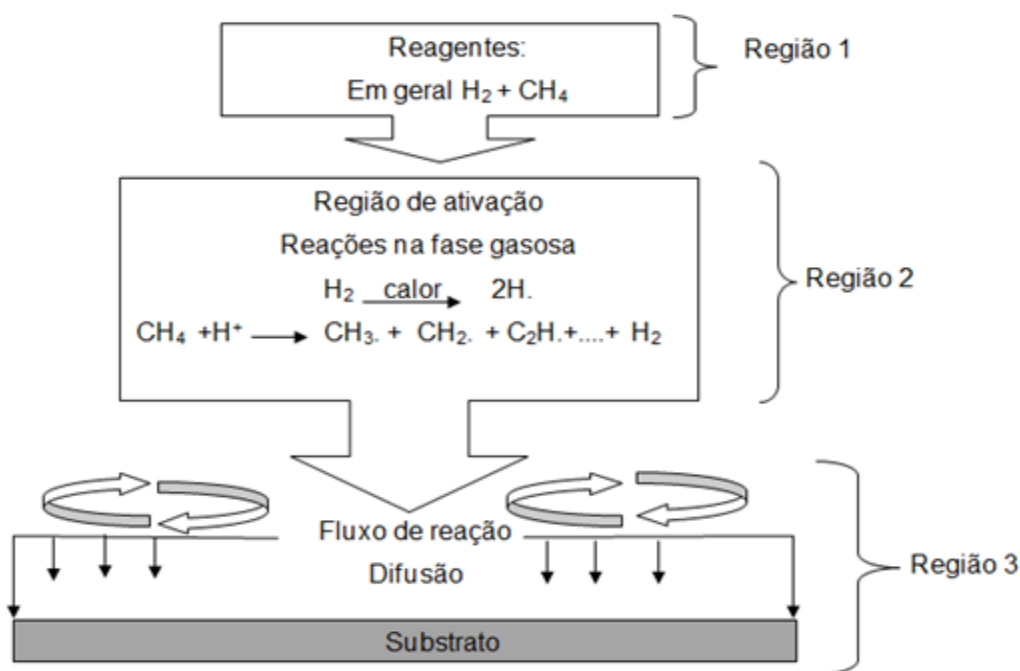 Reagentes:
Em geral H₂ + CH₄
Região 1
Região de ativação
Reações na fase gasosa
H₂ calor 2H.
CH₄ +H⁺ → CH₃. + CH₂. + C₂H.+....+ H₂
Região 2
Fluxo de reação
Difusão
Região 3
Substrato